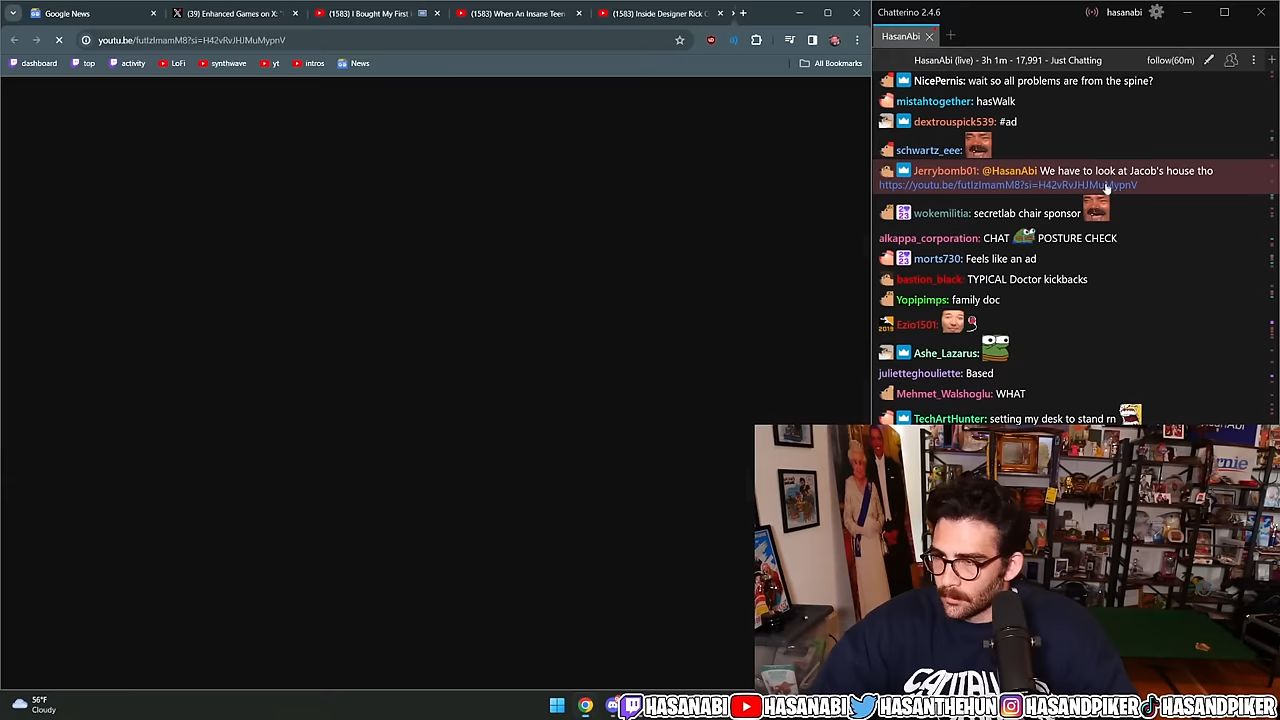 Google News
(39) Enhanced Games on X: "
(1583) I Bought My First
(1583) When An Insane Teen
(1583) Inside Designer Rick
Chatterino 2.4.6
hasanabi
HasanAbi
youtu.be/futIzImamM8?si=H42vRvJHJMuMypnV
HasanAbi (live) - 3h 1m - 17,991 - Just Chatting
follow(60m)
dashboard
top
activity
LoFi
synthwave
yt
intros
News
All Bookmarks
NicePernis: wait so all problems are from the spine?
mistahtogether: hasWalk
dextrouspick539: #ad
schwartz_eee:
Jerrybomb01: @HasanAbi We have to look at Jacob's house tho
https://youtu.be/futIzImamM8?si=H42vRvJHJMuMypnV
wokemilitia: secretlab chair sponsor
alkappa_corporation: CHAT POSTURE CHECK
morts730: Feels like an ad
bastion_black: TYPICAL Doctor kickbacks
Yopipimps: family doc
Ezio1501:
Ashe_Lazarus:
julietteghouliette: Based
Mehmet_Walshoglu: WHAT
TechArtHunter: setting my desk to stand rn
ernie
CAPITAL
56°F
Cloudy
HASANABI
HASANABI
HASANTHEHUN
HASANDPIKER
HASANDPIKER